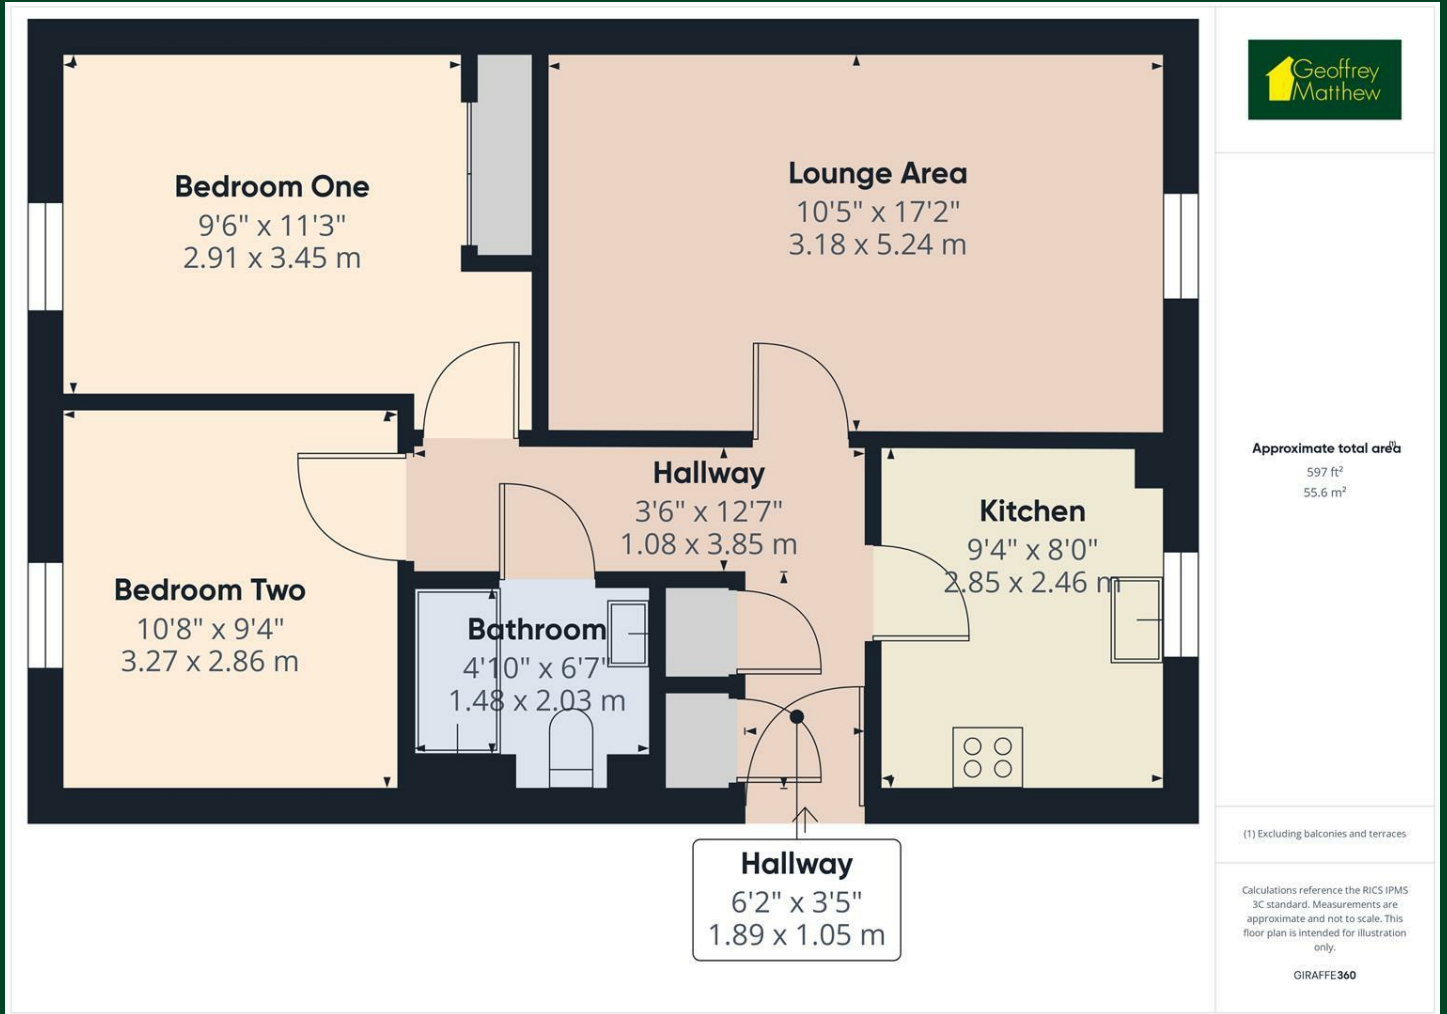 Bedroom One
9'6" x 11'3"
2.91 x 3.45 m
Lounge Area
10'5" x 17'2"
3.18 x 5.24 m
Hallway
3'6" x 12'7"
1.08 x 3.85 m
Kitchen
9'4" x 8'0"
2.85 x 2.46 m
Bedroom Two
10'8" x 9'4"
3.27 x 2.86 m
Bathroom
4'10" x 6'7"
1.48 x 2.03 m
Hallway
6'2" x 3'5"
1.89 x 1.05 m
Geoffrey
Matthew
Approximate total area(1)
597 ft²
55.6 m²
(1) Excluding balconies and terraces
Calculations reference the RICS IPMS
3C standard. Measurements are
approximate and not to scale. This
floor plan is intended for illustration
only.
GIRAFFE360